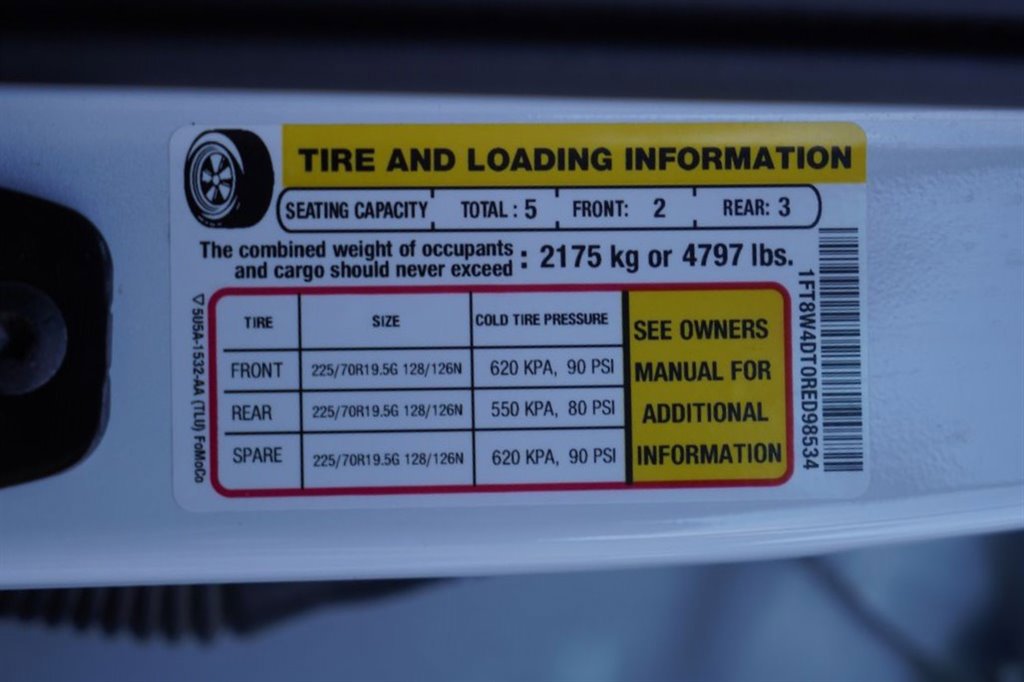 TIRE AND LOADING INFORMATION
SEATING CAPACITY TOTAL : 5 FRONT: 2 REAR: 3
The combined weight of occupants
and cargo should never exceed : 2175 kg or 4797 lbs.
TIRE SIZE COLD TIRE PRESSURE
FRONT 225/70R19.5G 128/126N 620 KPA, 90 PSI
REAR 225/70R19.5G 128/126N 550 KPA, 80 PSI
SPARE 225/70R19.5G 128/126N 620 KPA, 90 PSI
SEE OWNERS
MANUAL FOR
ADDITIONAL
INFORMATION
5U5A-1532-AA (TLU) FoMoCo
1FT8W4DT0RED98534